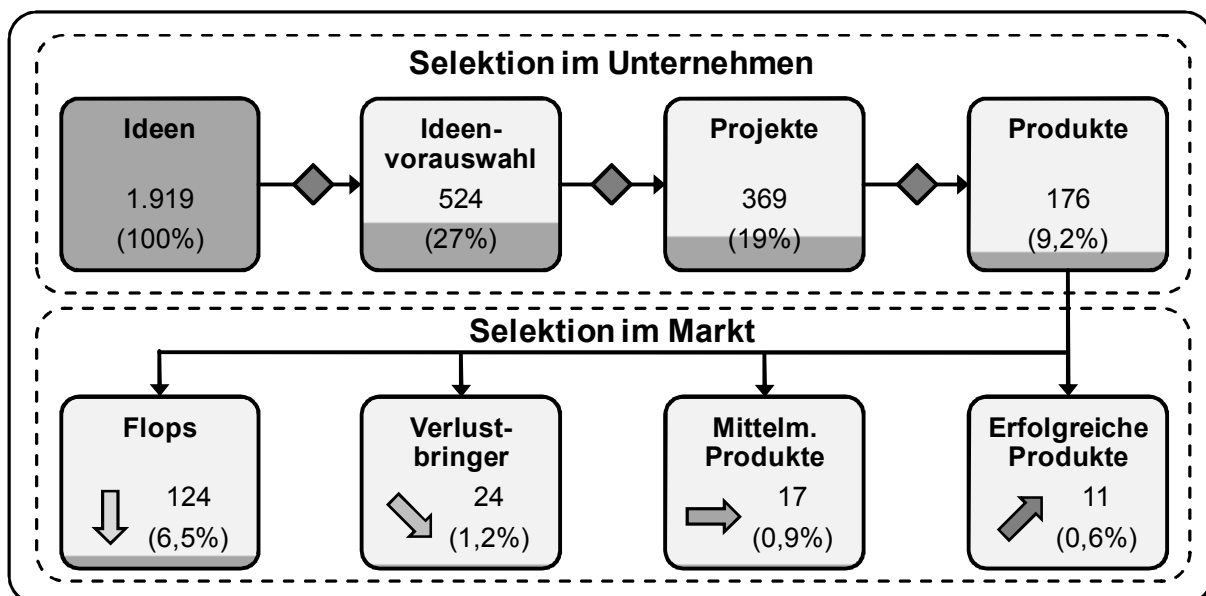 Selektion im Unternehmen
Ideen
1.919
(100%)
Ideen-
vorauswahl
524
(27%)
Projekte
369
(19%)
Produkte
176
(9,2%)
Selektion im Markt
Flops
124
(6,5%)
Verlust-
bringer
24
(1,2%)
Mittelm.
Produkte
17
(0,9%)
Erfolgreiche
Produkte
11
(0,6%)